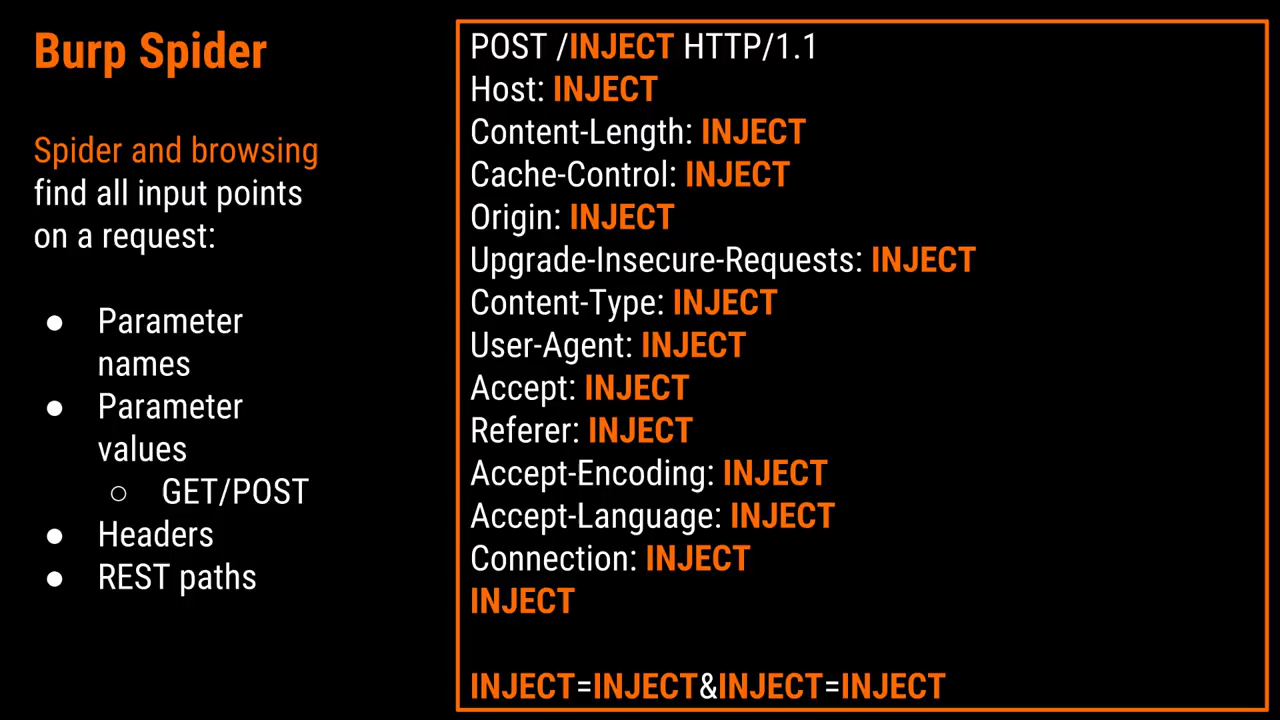 Burp Spider
Spider and browsing
find all input points
on a request:
● Parameter
names
● Parameter
values
○ GET/POST
● Headers
● REST paths
POST /INJECT HTTP/1.1
Host: INJECT
Content-Length: INJECT
Cache-Control: INJECT
Origin: INJECT
Upgrade-Insecure-Requests: INJECT
Content-Type: INJECT
User-Agent: INJECT
Accept: INJECT
Referer: INJECT
Accept-Encoding: INJECT
Accept-Language: INJECT
Connection: INJECT
INJECT
INJECT=INJECT&INJECT=INJECT